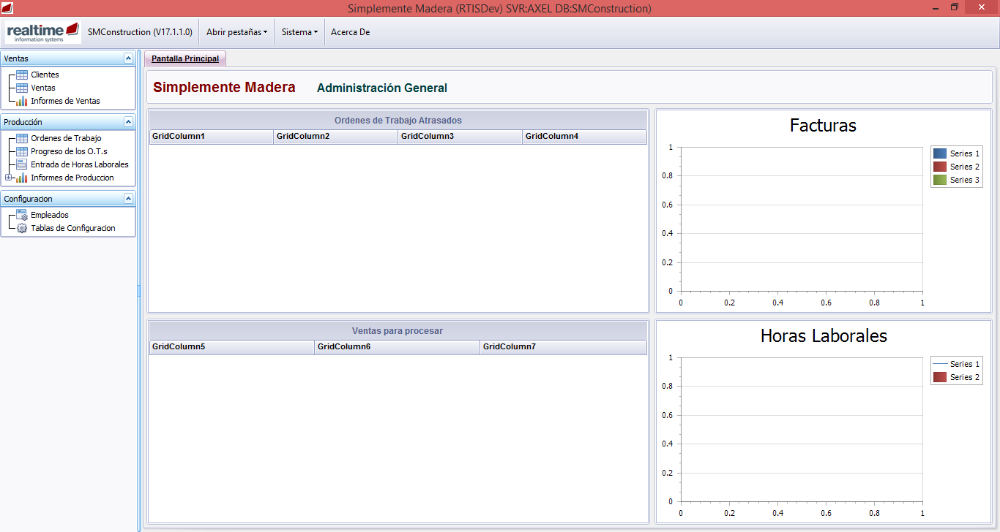 Simplemente Madera (RTISDev) SVR:AXEL DB:SMConstruction)
realtime
information systems
SMConstruction (V17.1.1.0)
Abrir pestañas
Sistema
Acerca De
Ventas
Clientes
Ventas
Informes de Ventas
Producción
Ordenes de Trabajo
Progreso de los O.T.s
Entrada de Horas Laborales
Informes de Produccion
Configuracion
Empleados
Tablas de Configuracion
Pantalla Principal
Simplemente Madera
Administración General
Ordenes de Trabajo Atrasados
GridColumn1 GridColumn2 GridColumn3 GridColumn4
Facturas
1
0.8
0.6
0.4
0.2
0
0 0.2 0.4 0.6 0.8 1
Series 1
Series 2
Series 3
Ventas para procesar
GridColumn5 GridColumn6 GridColumn7
Horas Laborales
1
0.8
0.6
0.4
0.2
0
0 0.2 0.4 0.6 0.8 1
Series 1
Series 2